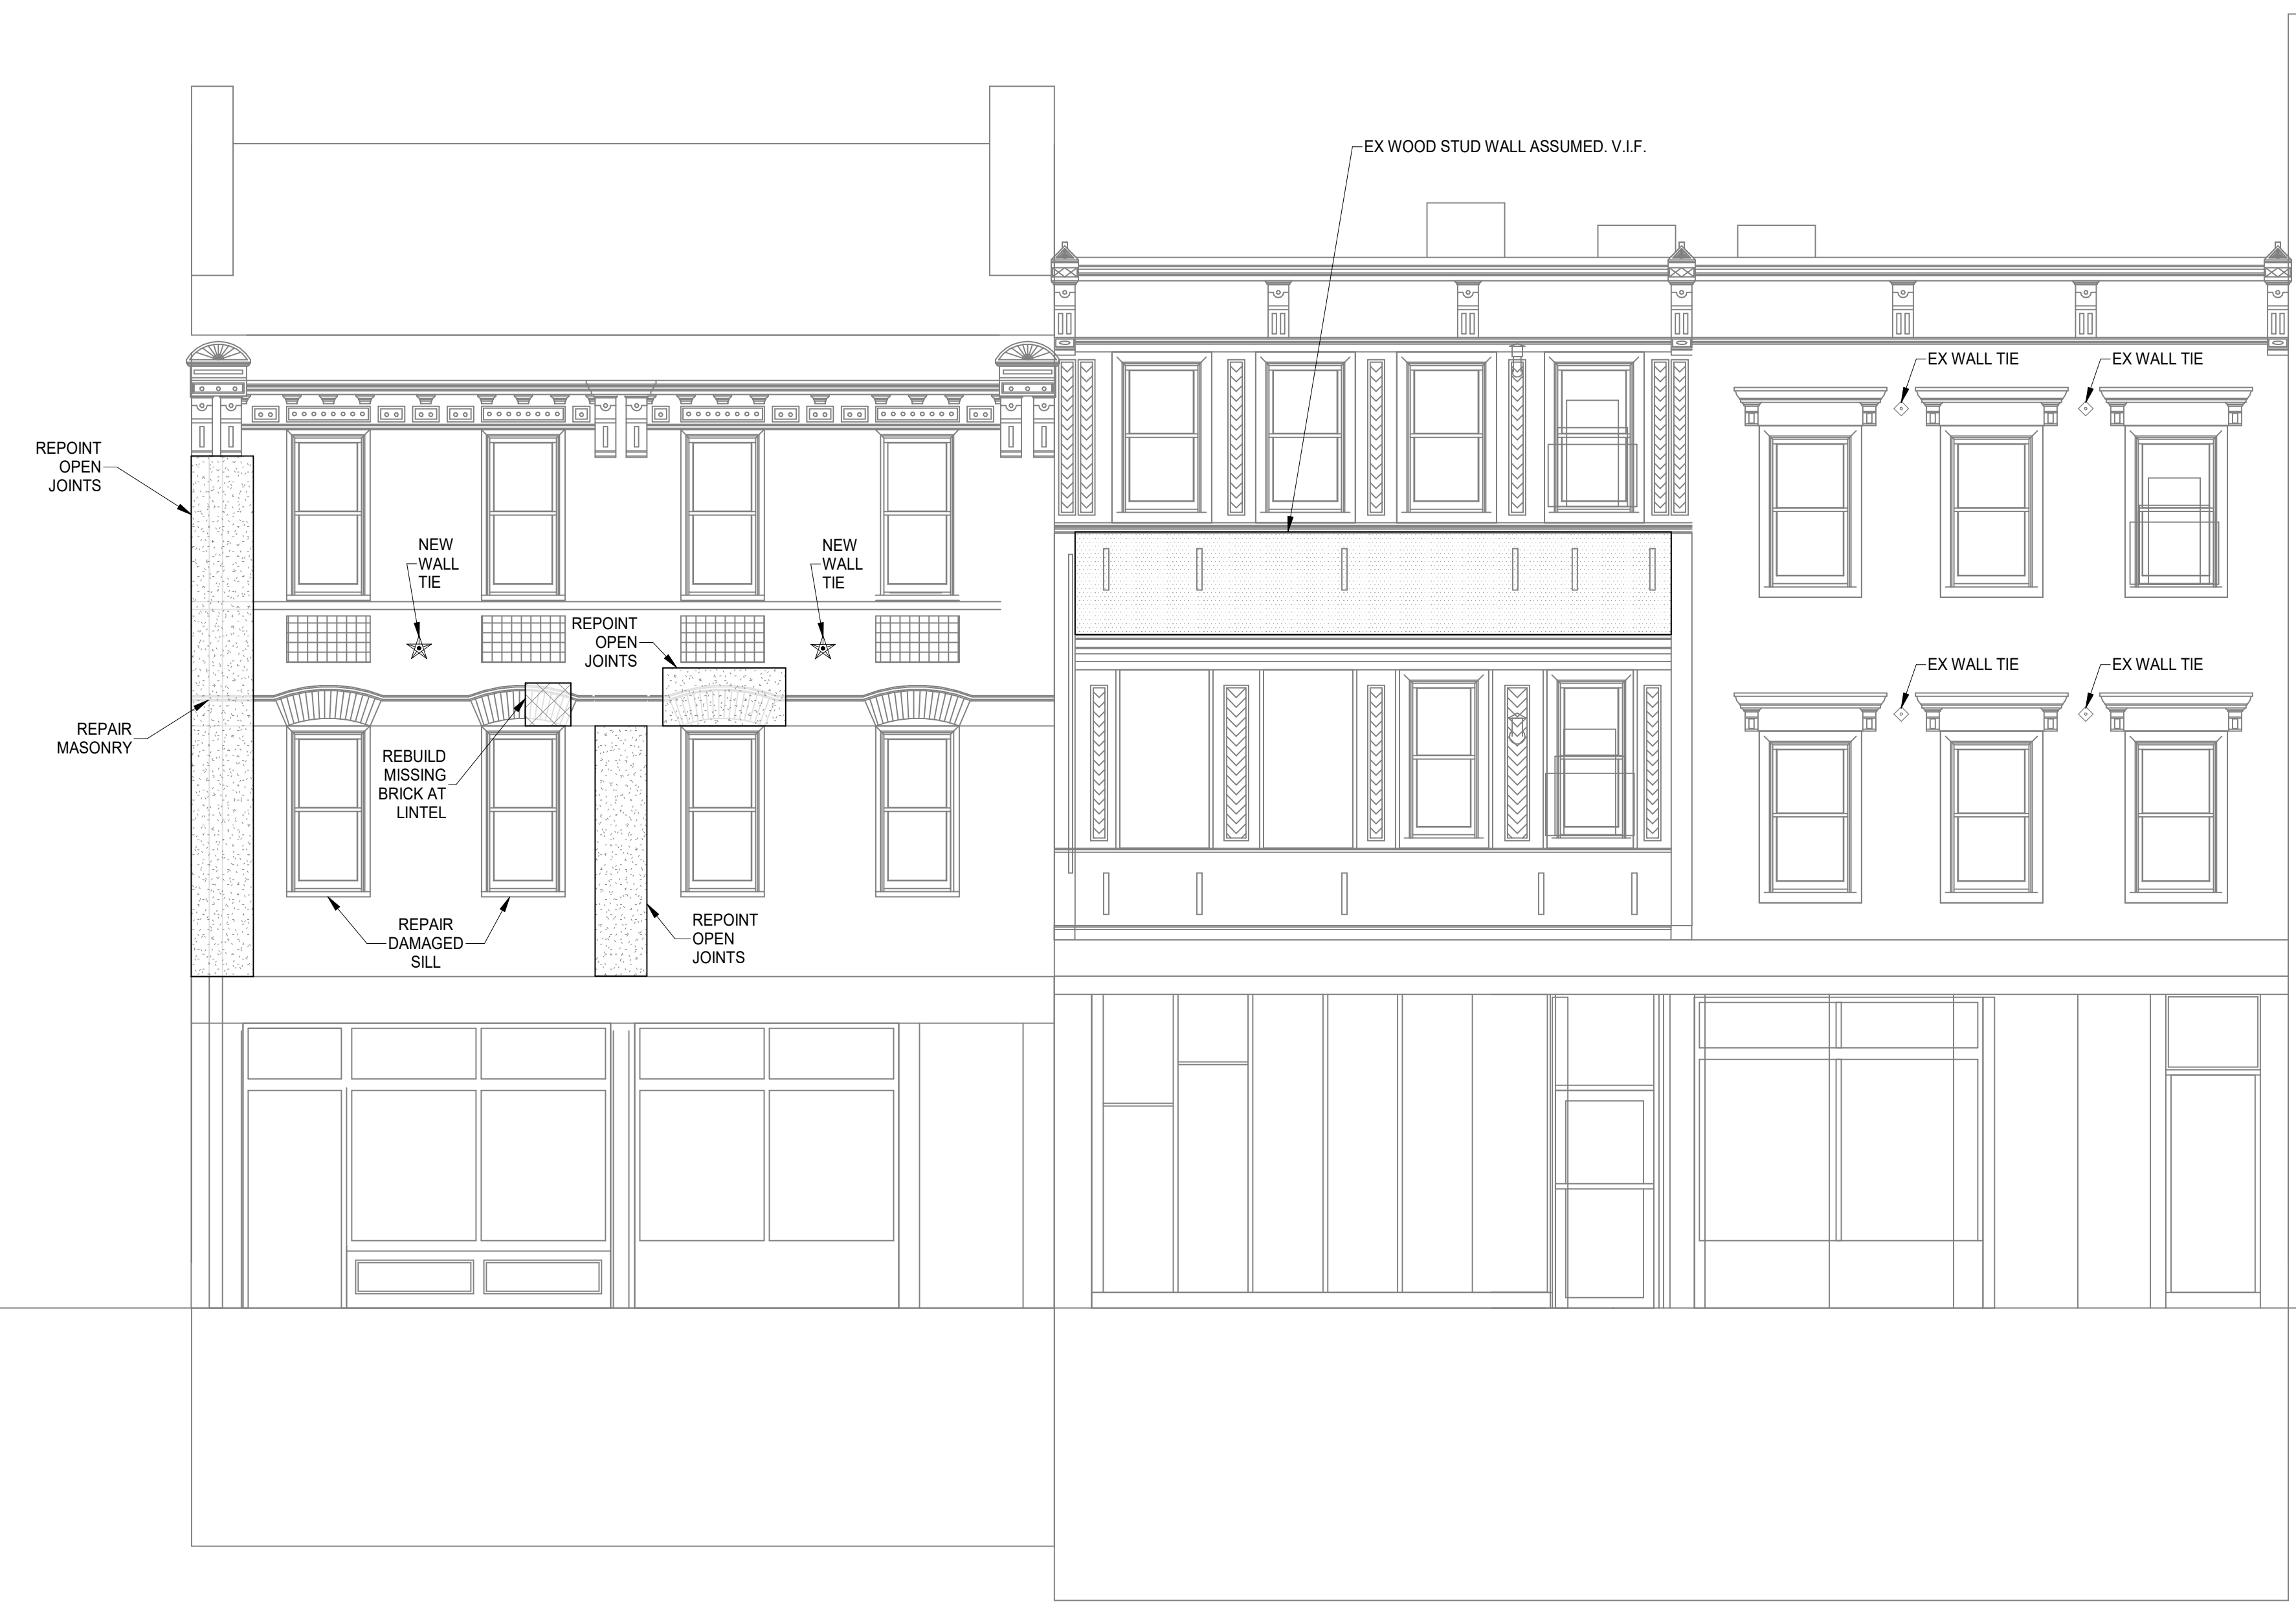 EX WOOD STUD WALL ASSUMED. V.I.F.
EX WALL TIE
EX WALL TIE
REPOINT
OPEN
JOINTS
NEW
WALL
TIE
NEW
WALL
TIE
REPOINT
OPEN
JOINTS
EX WALL TIE
EX WALL TIE
REPAIR
MASONRY
REBUILD
MISSING
BRICK AT
LINTEL
REPAIR
DAMAGED
SILL
REPOINT
OPEN
JOINTS